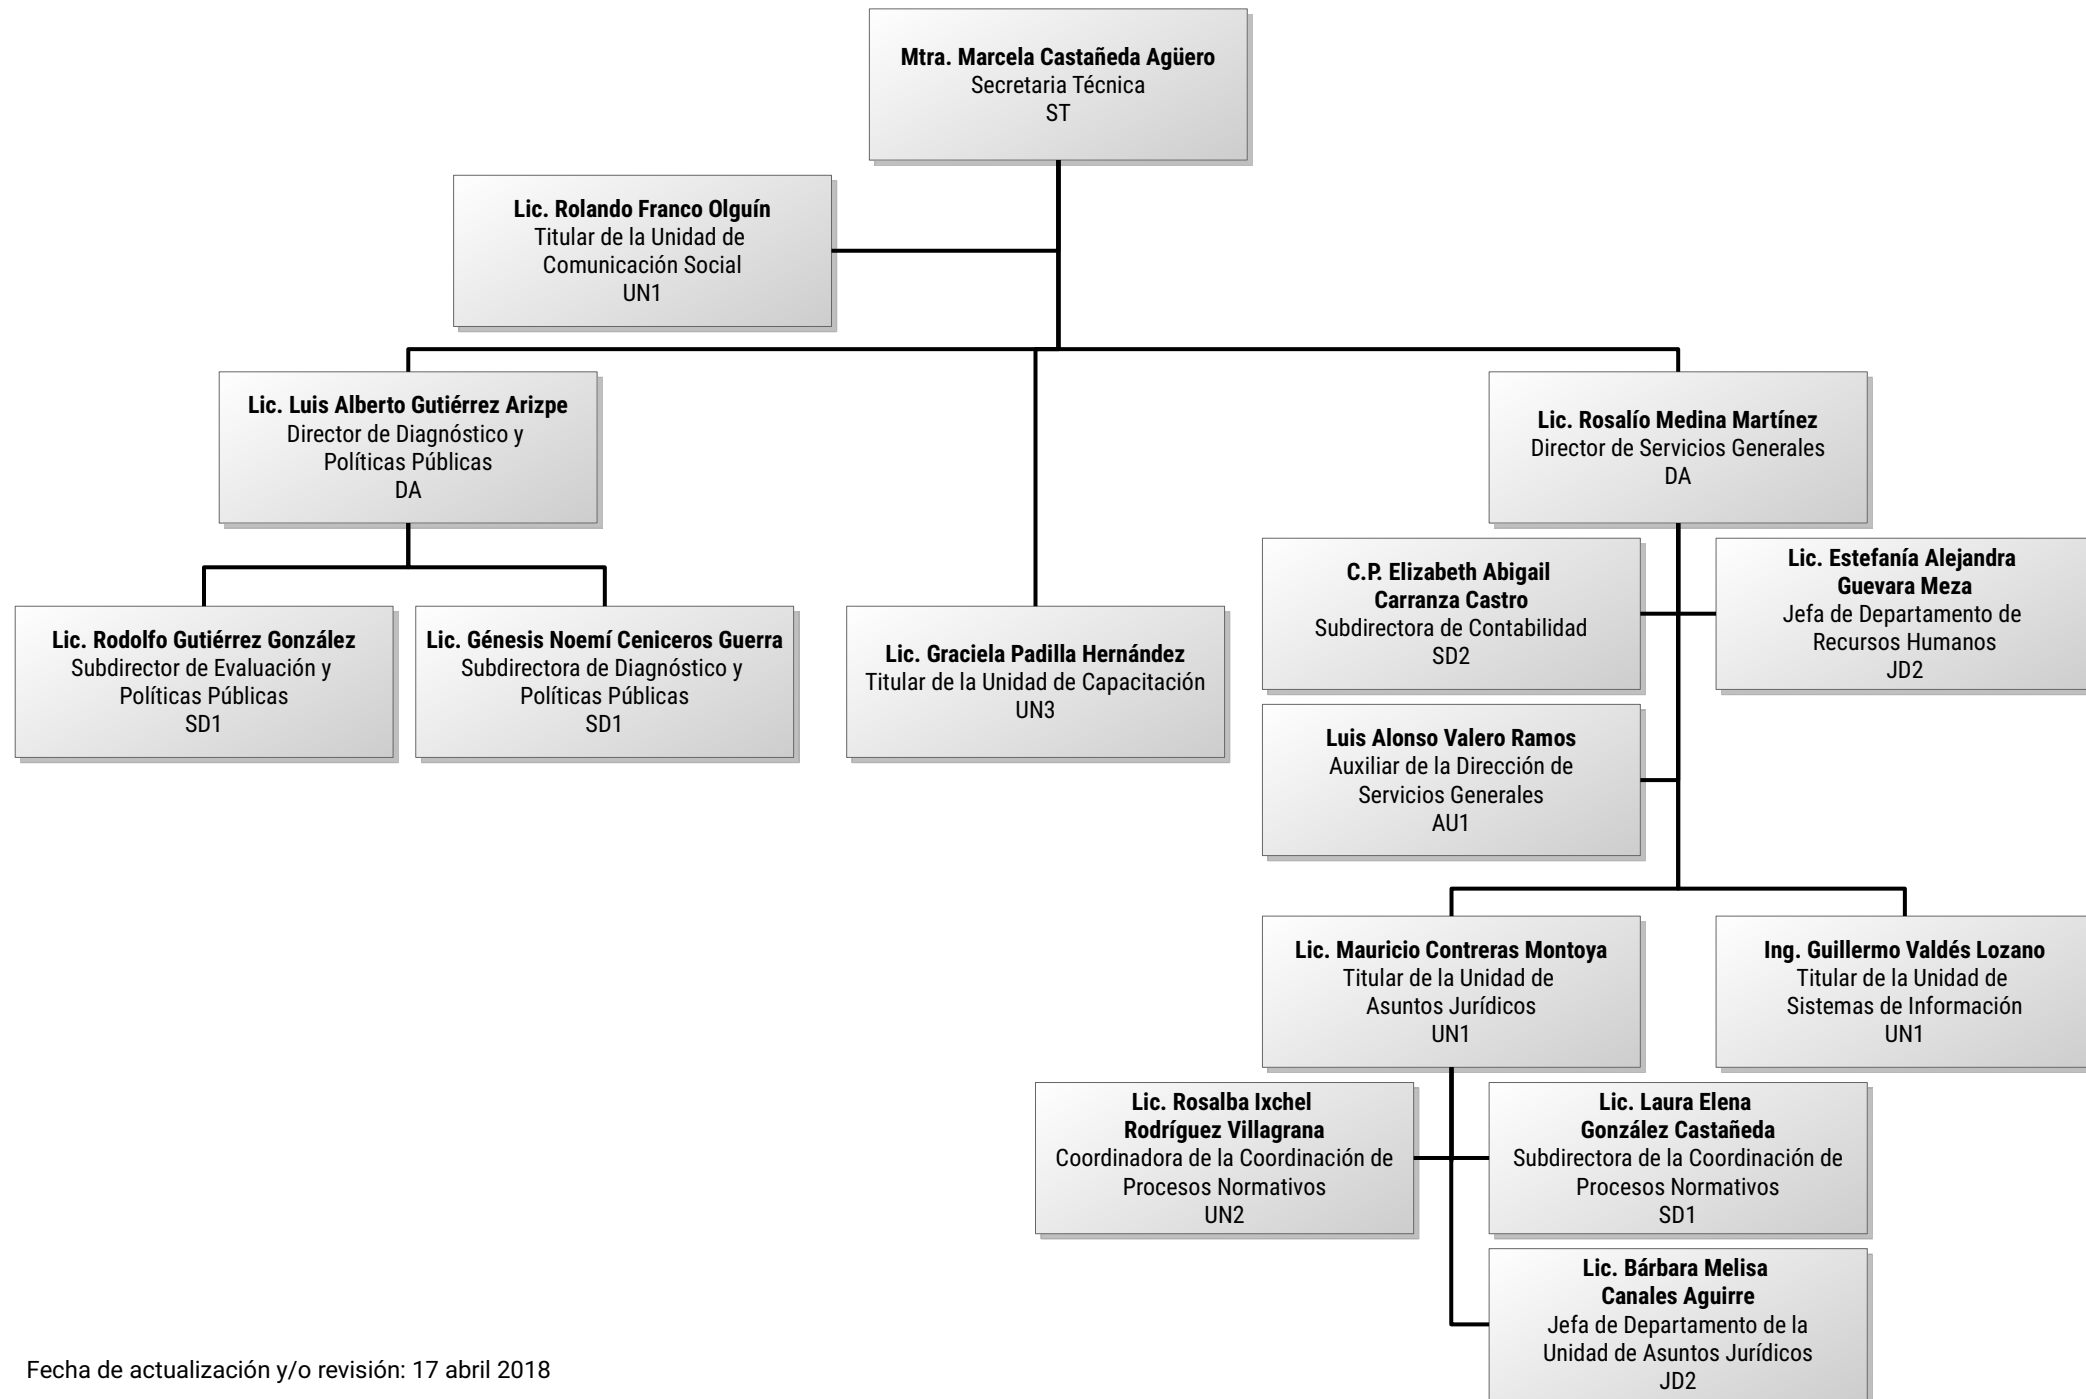 Mtra. Marcela Castañeda Agüero
Secretaria Técnica
ST
Lic. Rolando Franco Olguín
Titular de la Unidad de
Comunicación Social
UN1
Lic. Luis Alberto Gutiérrez Arizpe
Director de Diagnóstico y
Políticas Públicas
DA
Lic. Rosalío Medina Martínez
Director de Servicios Generales
DA
C.P. Elizabeth Abigail
Carranza Castro
Subdirectora de Contabilidad
SD2
Lic. Estefanía Alejandra
Guevara Meza
Jefa de Departamento de
Recursos Humanos
JD2
Lic. Rodolfo Gutiérrez González
Subdirector de Evaluación y
Políticas Públicas
SD1
Lic. Génesis Noemí Ceniceros Guerra
Subdirectora de Diagnóstico y
Políticas Públicas
SD1
Lic. Graciela Padilla Hernández
Titular de la Unidad de Capacitación
UN3
Luis Alonso Valero Ramos
Auxiliar de la Dirección de
Servicios Generales
AU1
Lic. Mauricio Contreras Montoya
Titular de la Unidad de
Asuntos Jurídicos
UN1
Ing. Guillermo Valdés Lozano
Titular de la Unidad de
Sistemas de Información
UN1
Lic. Rosalba Ixchel
Rodríguez Villagrana
Coordinadora de la Coordinación de
Procesos Normativos
UN2
Lic. Laura Elena
González Castañeda
Subdirectora de la Coordinación de
Procesos Normativos
SD1
Lic. Bárbara Melisa
Canales Aguirre
Jefa de Departamento de la
Unidad de Asuntos Jurídicos
JD2
Fecha de actualización y/o revisión: 17 abril 2018